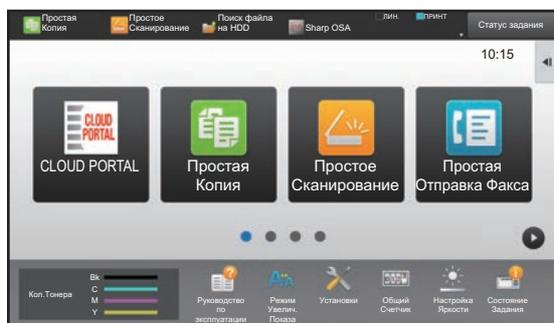 Простая
Копия
Простое
Сканирование
Поиск файла
на HDD
Sharp OSA
ЛИН.
ПРИНТ
Статус задания
10:15
CLOUD
PORTAL
CLOUD PORTAL
Простая
Копия
Простое
Сканирование
Простая
Отправка Факса
Кол.Тонера
Bk
C
M
Y
Руководство
по
эксплуатации
Режим
Увелич.
Показа
Установки
Общий
Счетчик
Настройка
Яркости
Состояние
Задания